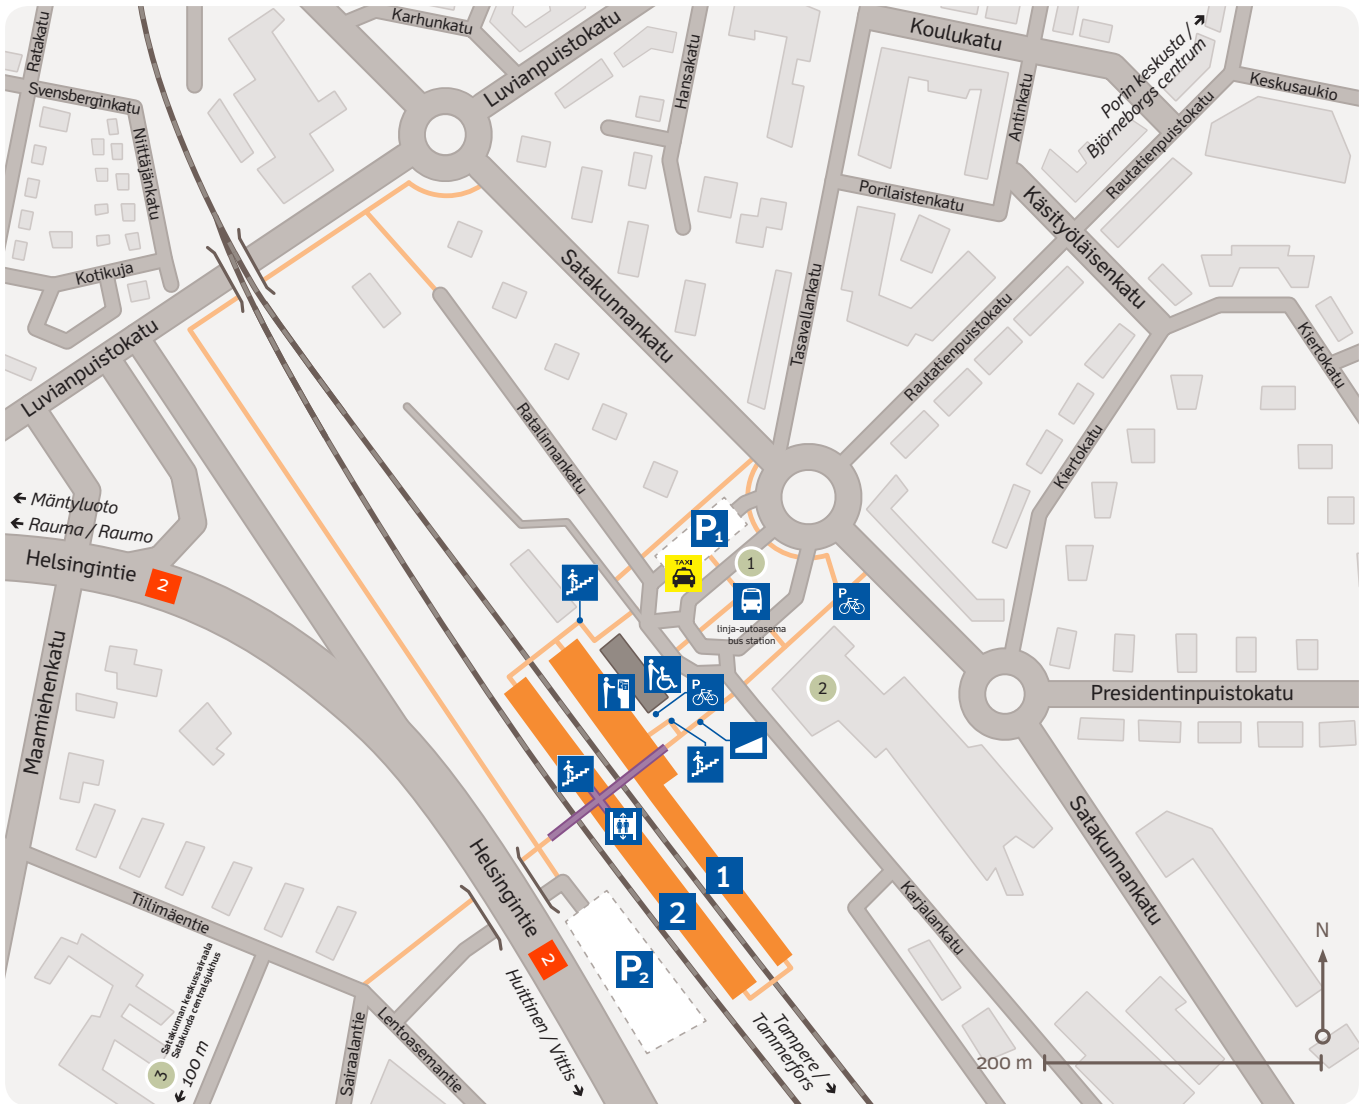 Ratakatu
Karhunkatu
Luvianpuistokatu
Hansakatu
Koulukatu
Porin keskusta /
Björneborgs centrum
Keskusaukio
Svensberginkatu
Niittäjänkatu
Antinkatu
Rautatienpuistokatu
Porilaistenkatu
Käsityöläisenkatu
Kotikuja
Satakunnankatu
Tasavallankatu
Rautatienpuistokatu
Kiertokatu
Luvianpuistokatu
Ratalinnankatu
Kiertokatu
← Mäntyluoto
← Rauma / Raumo
Helsingintie
2
P1
TAXI
1
P
linja-autoasema
bus station
Maamiehenkatu
P
2
Presidentinpuistokatu
Satakunnankatu
Helsingintie
2
1
2
P2
Karjalankatu
Tiilimäentie
Satakunnan keskussairaala
Satakunda centralsjukhus
3
← 100 m
Sairaalantie
Lentoasemantie
Huittinen / Vittis →
Tampere /
Tammerfors →
N
200 m